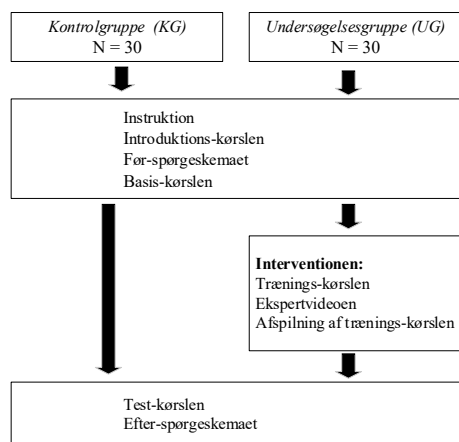 Kontrolgruppe (KG)
N = 30
Undersøgelsesgruppe (UG)
N = 30
Instruktion
Introduktions-kørslen
Før-spørgeskemaet
Basis-kørslen
Interventionen:
Trænings-kørslen
Ekspertvideoen
Afspilning af trænings-kørslen
Test-kørslen
Efter-spørgeskemaet